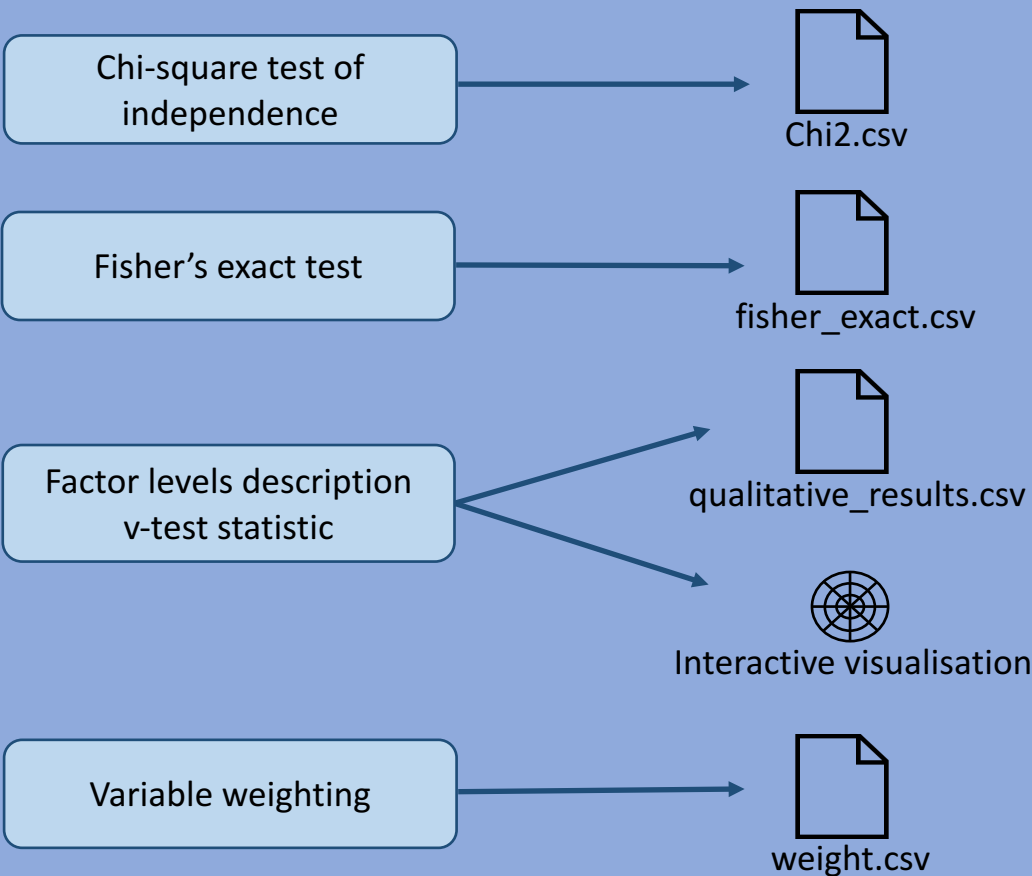 Chi-square test of
independence
Chi2.csv
Fisher’s exact test
fisher_exact.csv
Factor levels description
v-test statistic
qualitative_results.csv
Interactive visualisation
Variable weighting
weight.csv